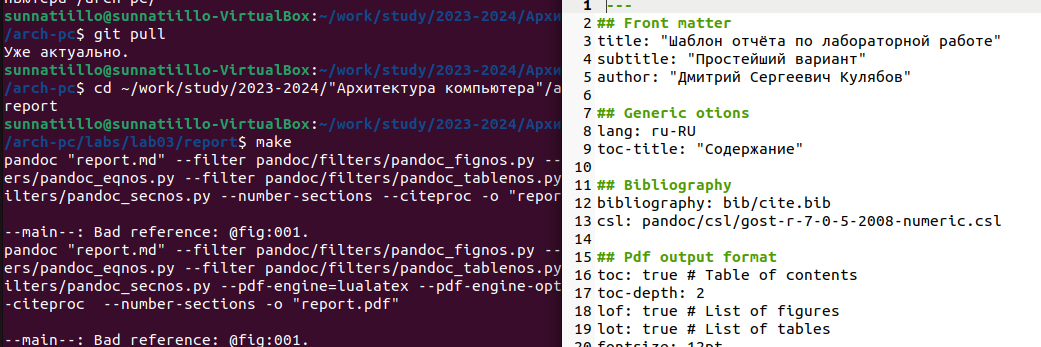 пьютера"/arch-pc/
sunnatiillo@sunnatiillo-VirtualBox:~/work/study/2023-2024/Архи
/arch-pc$ git pull
Уже актуально.
sunnatiillo@sunnatiillo-VirtualBox:~/work/study/2023-2024/Архи
/arch-pc$ cd ~/work/study/2023-2024/"Архитектура компьютера"/a
report
sunnatiillo@sunnatiillo-VirtualBox:~/work/study/2023-2024/Архи
/arch-pc/labs/lab03/report$ make
pandoc "report.md" --filter pandoc/filters/pandoc_fignos.py --
ers/pandoc_eqnos.py --filter pandoc/filters/pandoc_tablenos.py
ilters/pandoc_secnos.py --number-sections --citeproc -o "repor
--main--: Bad reference: @fig:001.
pandoc "report.md" --filter pandoc/filters/pandoc_fignos.py --
ers/pandoc_eqnos.py --filter pandoc/filters/pandoc_tablenos.py
ilters/pandoc_secnos.py --pdf-engine=lualatex --pdf-engine-opt
-citeproc  --number-sections -o "report.pdf"
--main--: Bad reference: @fig:001.
1 ---
2 ## Front matter
3 title: "Шаблон отчёта по лабораторной работе"
4 subtitle: "Простейший вариант"
5 author: "Дмитрий Сергеевич Кулябов"
6
7 ## Generic otions
8 lang: ru-RU
9 toc-title: "Содержание"
10
11 ## Bibliography
12 bibliography: bib/cite.bib
13 csl: pandoc/csl/gost-r-7-0-5-2008-numeric.csl
14
15 ## Pdf output format
16 toc: true # Table of contents
17 toc-depth: 2
18 lof: true # List of figures
19 lot: true # List of tables
20 fontsize: 12pt